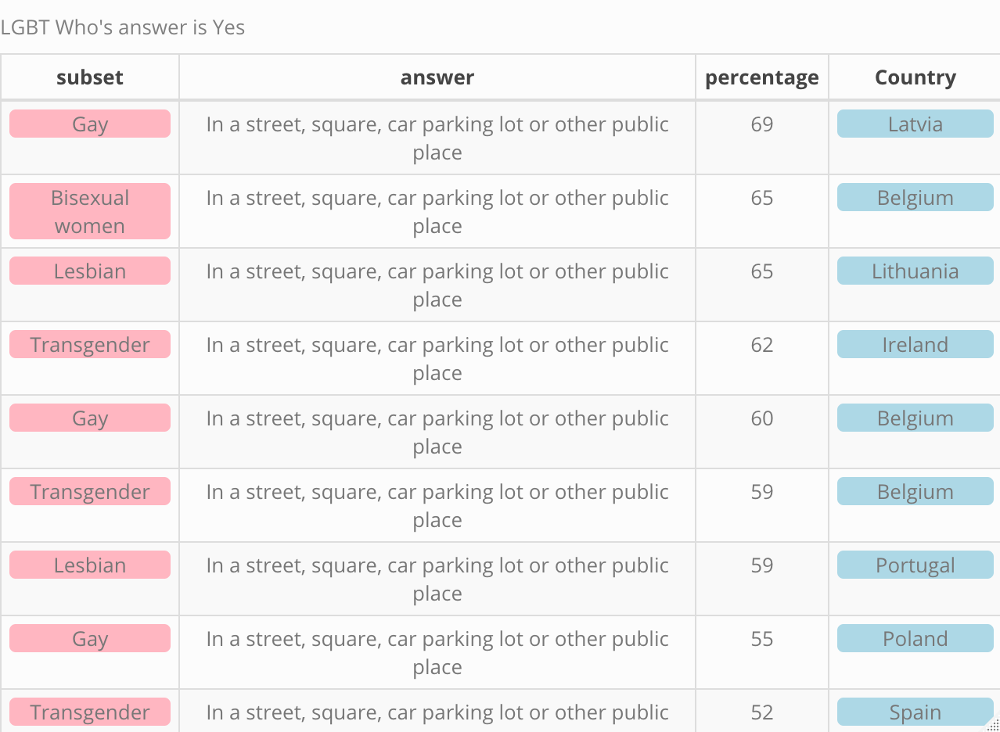 LGBT Who's answer is Yes
subset answer percentage Country
Gay In a street, square, car parking lot or other public 69 Latvia
place
Bisexual In a street, square, car parking lot or other public 65 Belgium
women place
Lesbian In a street, square, car parking lot or other public 65 Lithuania
place
Transgender In a street, square, car parking lot or other public 62 Ireland
place
Gay In a street, square, car parking lot or other public 60 Belgium
place
Transgender In a street, square, car parking lot or other public 59 Belgium
place
Lesbian In a street, square, car parking lot or other public 59 Portugal
place
Gay In a street, square, car parking lot or other public 55 Poland
place
Transgender In a street, square, car parking lot or other public 52 Spain